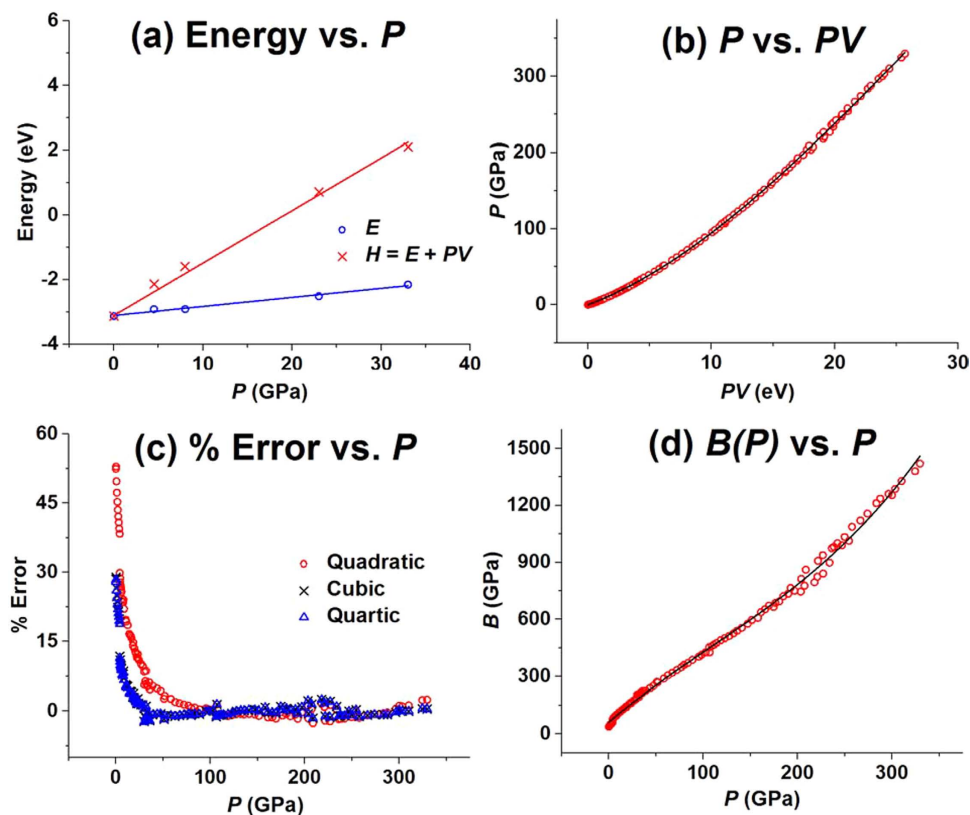 (a) Energy vs. P
6
4
2
0
-2
-4
Energy (eV)
E
H = E + PV
0
10
20
30
40
P (GPa)
(b) P vs. PV
300
200
100
0
P (GPa)
0
10
20
30
PV (eV)
(c) % Error vs. P
60
45
30
15
0
% Error
Quadratic
Cubic
Quartic
0
100
200
300
P (GPa)
(d) B(P) vs. P
1500
1200
900
600
300
0
B (GPa)
0
100
200
300
P (GPa)